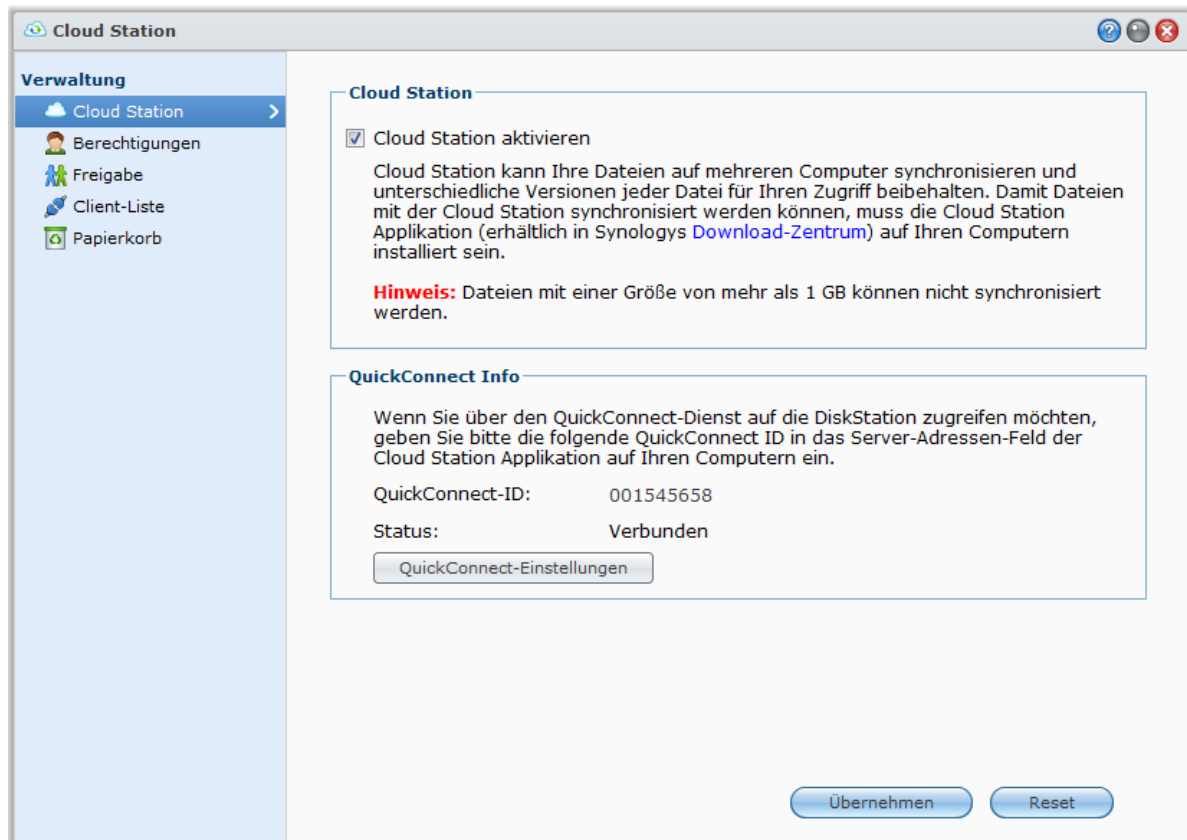 Cloud Station
Verwaltung
Cloud Station
Berechtigungen
Freigabe
Client-Liste
Papierkorb
Cloud Station
Cloud Station aktivieren
Cloud Station kann Ihre Dateien auf mehreren Computer synchronisieren und
unterschiedliche Versionen jeder Datei für Ihren Zugriff beibehalten. Damit Dateien
mit der Cloud Station synchronisiert werden können, muss die Cloud Station
Applikation (erhältlich in Synologys Download-Zentrum) auf Ihren Computern
installiert sein.
Hinweis: Dateien mit einer Größe von mehr als 1 GB können nicht synchronisiert
werden.
QuickConnect Info
Wenn Sie über den QuickConnect-Dienst auf die DiskStation zugreifen möchten,
geben Sie bitte die folgende QuickConnect ID in das Server-Adressen-Feld der
Cloud Station Applikation auf Ihren Computern ein.
QuickConnect-ID: 001545658
Status: Verbunden
QuickConnect-Einstellungen
Übernehmen Reset